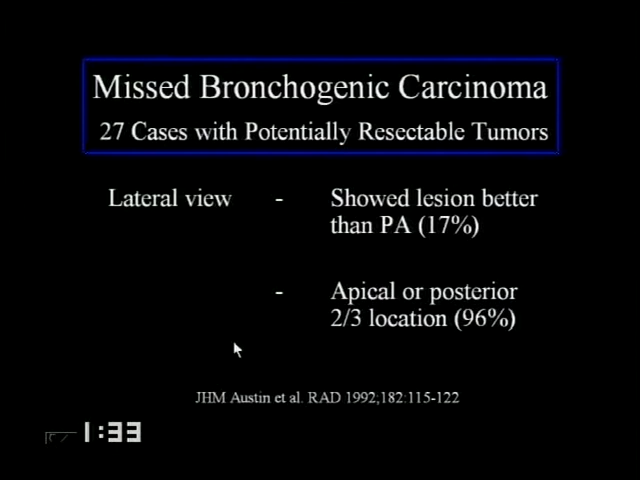 Missed Bronchogenic Carcinoma
27 Cases with Potentially Resectable Tumors
Lateral view - Showed lesion better
than PA (17%)
- Apical or posterior
2/3 location (96%)
JHM Austin et al. RAD 1992;182:115-122
1:33